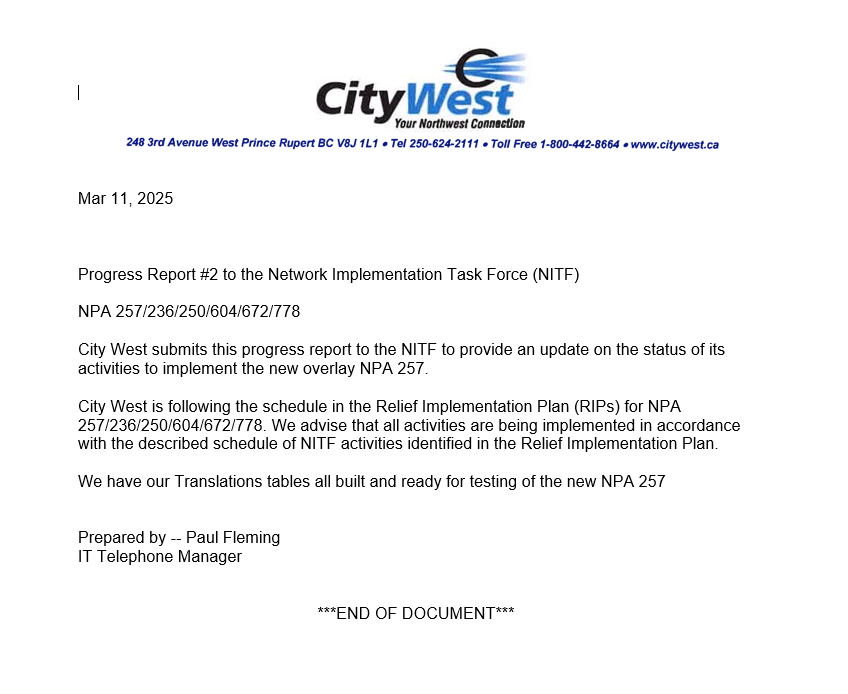 CityWest
Your Northwest Connection
248 3rd Avenue West Prince Rupert BC V8J 1L1 • Tel 250-624-2111 • Toll Free 1-800-442-8664 • www.citywest.ca
Mar 11, 2025
Progress Report #2 to the Network Implementation Task Force (NITF)
NPA 257/236/250/604/672/778
City West submits this progress report to the NITF to provide an update on the status of its
activities to implement the new overlay NPA 257.
City West is following the schedule in the Relief Implementation Plan (RIPs) for NPA
257/236/250/604/672/778. We advise that all activities are being implemented in accordance
with the described schedule of NITF activities identified in the Relief Implementation Plan.
We have our Translations tables all built and ready for testing of the new NPA 257
Prepared by -- Paul Fleming
IT Telephone Manager
***END OF DOCUMENT***